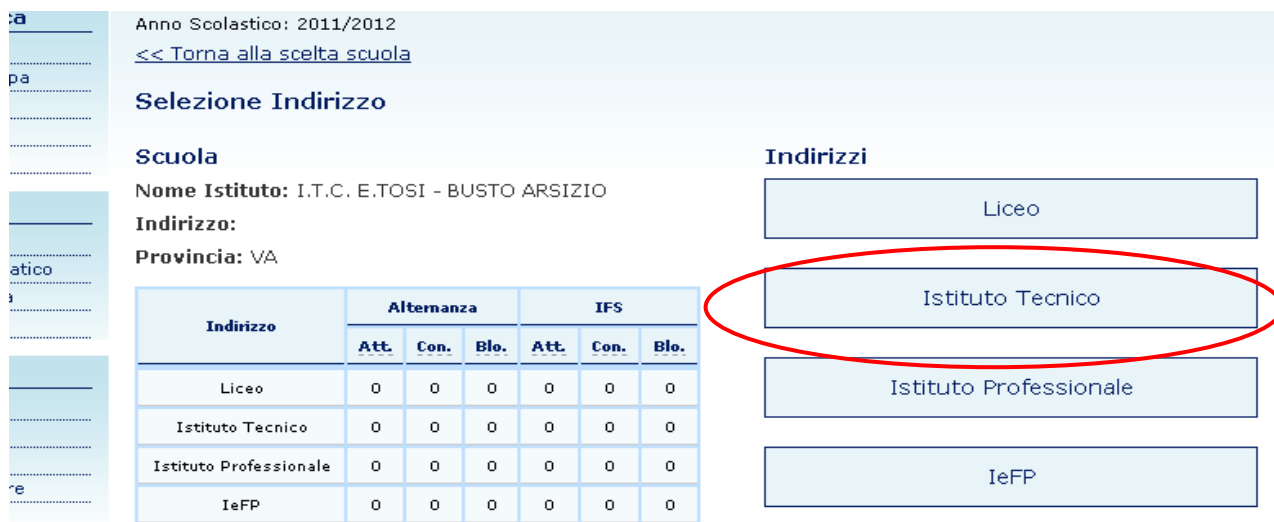 Anno Scolastico: 2011/2012
<< Torna alla scelta scuola
Selezione Indirizzo
Scuola
Nome Istituto: I.T.C. E.TOSI - BUSTO ARSIZIO
Indirizzo:
Provincia: VA
Indirizzo Alternanza IFS
Att. Con. Blo. Att. Con. Blo.
Liceo 0 0 0 0 0 0
Istituto Tecnico 0 0 0 0 0 0
Istituto Professionale 0 0 0 0 0 0
IeFP 0 0 0 0 0 0
Indirizzi
Liceo
Istituto Tecnico
Istituto Professionale
IeFP